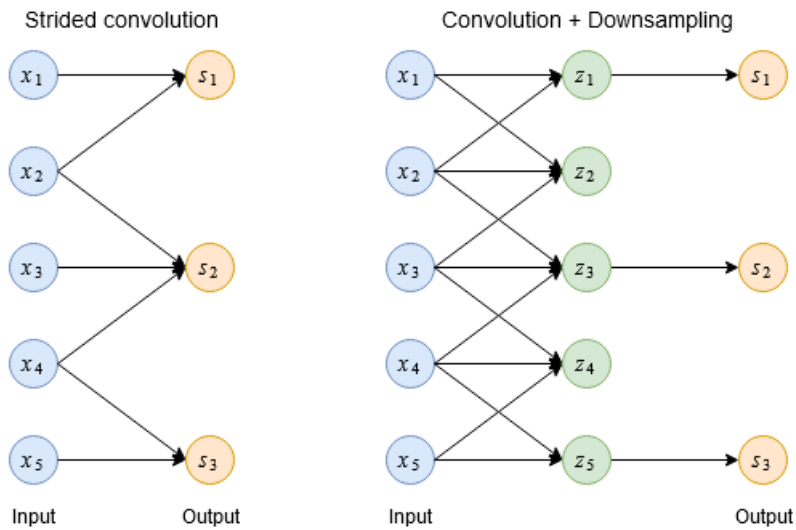 Strided convolution
Convolution + Downsampling
x1 s1
x1 z1 s1
x2
x2 z2
x3 s2
x3 z3 s2
x4
x4 z4
x5 s3
x5 z5 s3
Input Output
Input Output